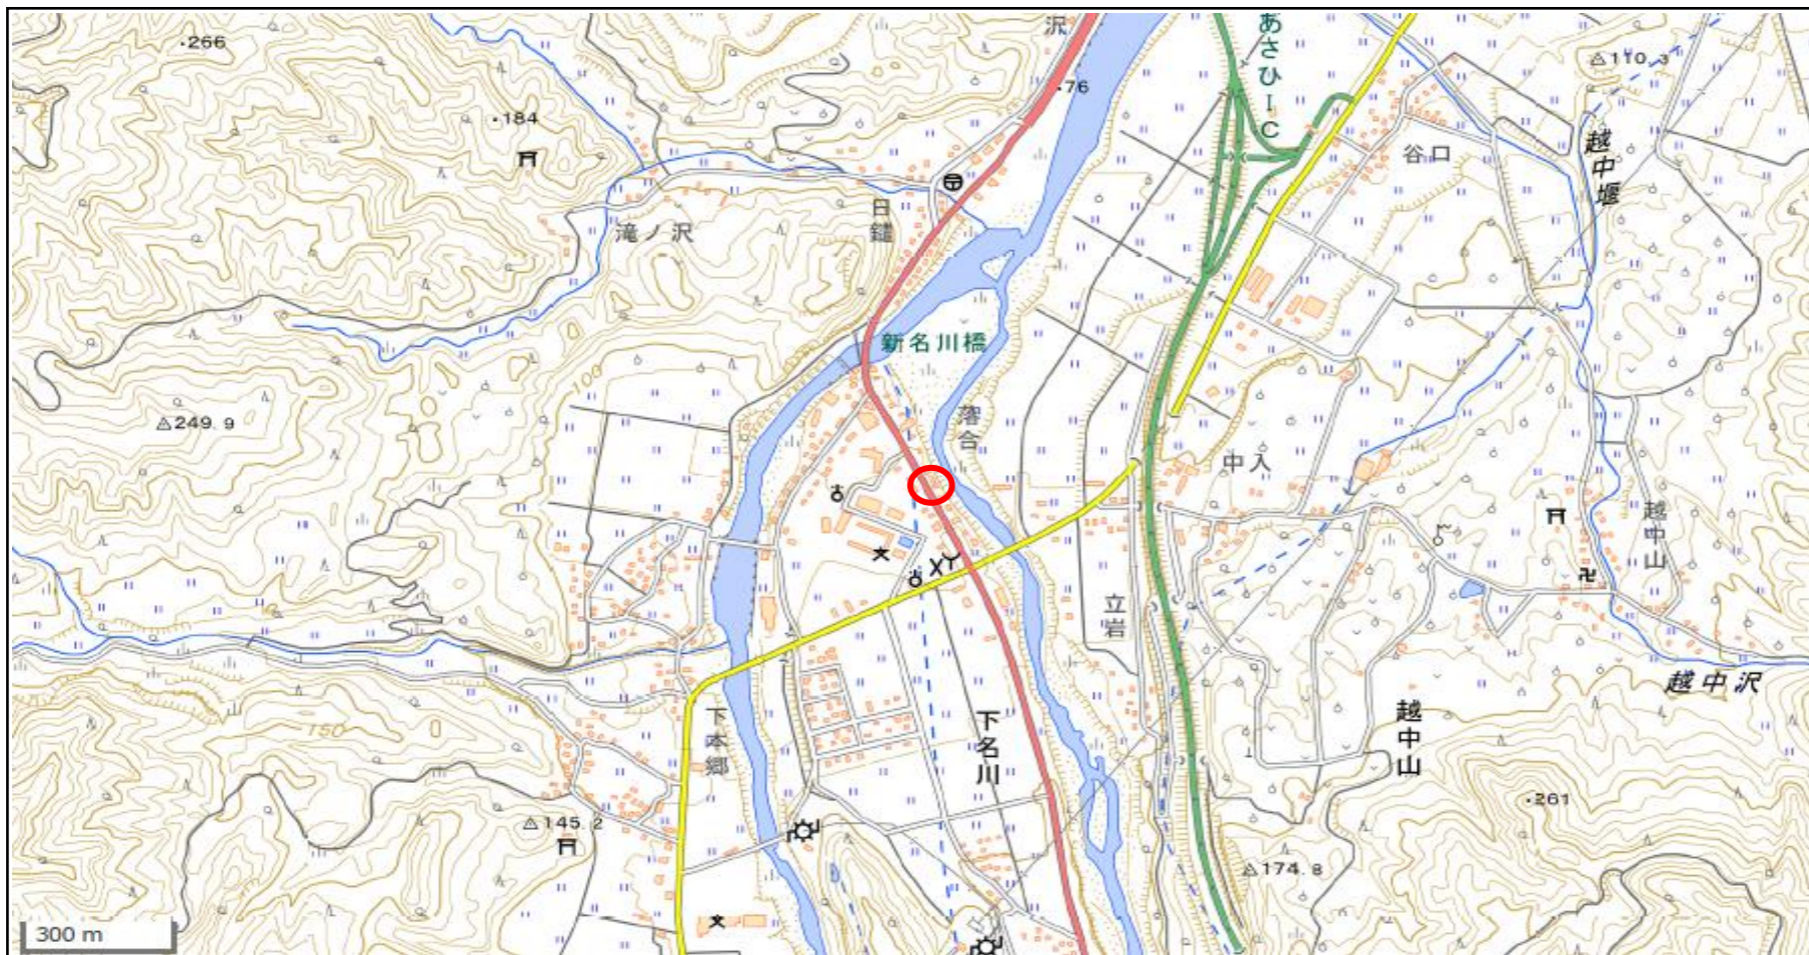 沢
あさひIC
・266
△110.3
・76
・184
越中堰
谷口
日鑓
滝ノ沢
新名川橋
100
△249.9
落合
中入
越中山
立岩
越中沢
越中山
下本郷
下名川
150
・261
△145.2
△174.8
300 m